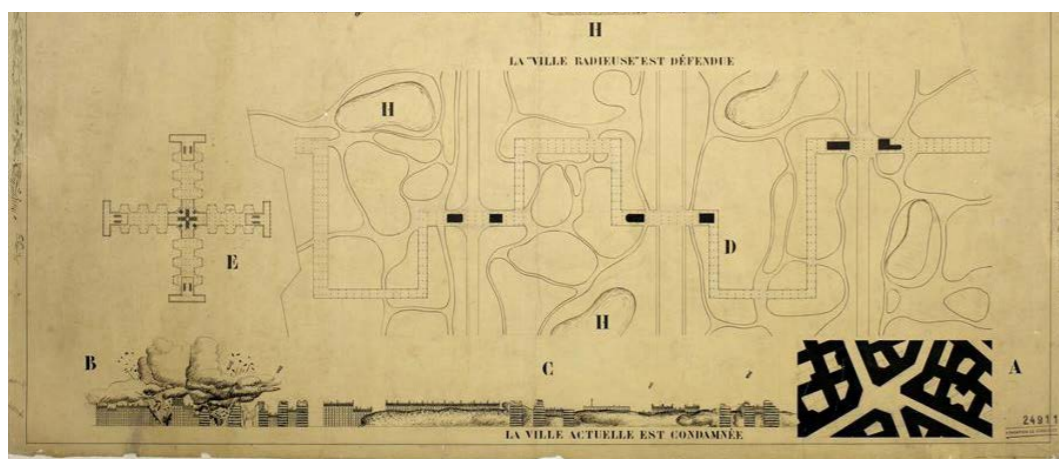 H
LA "VILLE RADIEUSE" EST DÉFENDUE
H
E
D
H
B
C
A
LA VILLE ACTUELLE EST CONDAMNÉE
24911